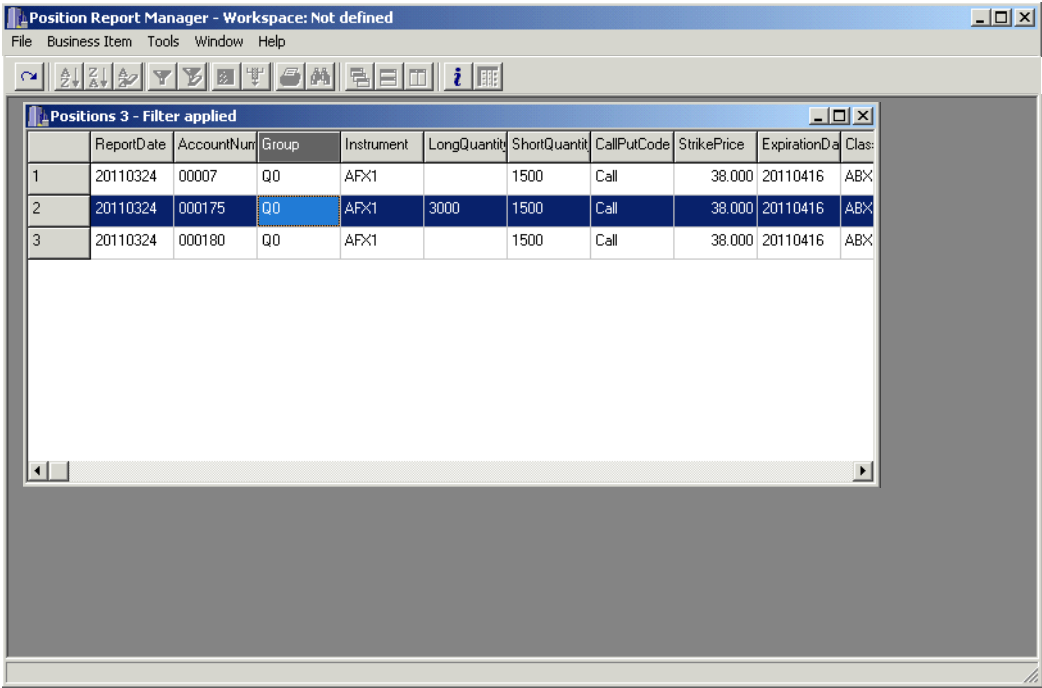 Position Report Manager - Workspace: Not defined
File Business Item Tools Window Help
Positions 3 - Filter applied
ReportDate AccountNum Group Instrument LongQuantity ShortQuantit CallPutCode StrikePrice ExpirationDa Clas
1 20110324 00007 Q0 AFX1 1500 Call 38.000 20110416 ABX
2 20110324 000175 Q0 AFX1 3000 1500 Call 38.000 20110416 ABX
3 20110324 000180 Q0 AFX1 1500 Call 38.000 20110416 ABX